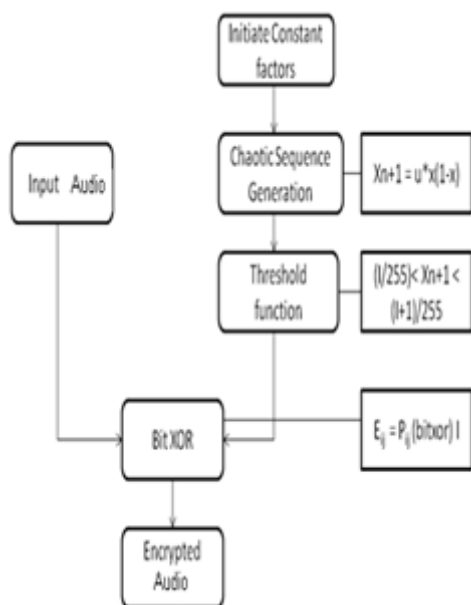 Initiate Constant
factors
Chaotic Sequence
Generation
Xn+1 = u*x(1-x)
Input Audio
Threshold
function
(I/255)< Xn+1 <
(I+1)/255
Bit XOR
Eij = Pij (bitxor) I
Encrypted
Audio